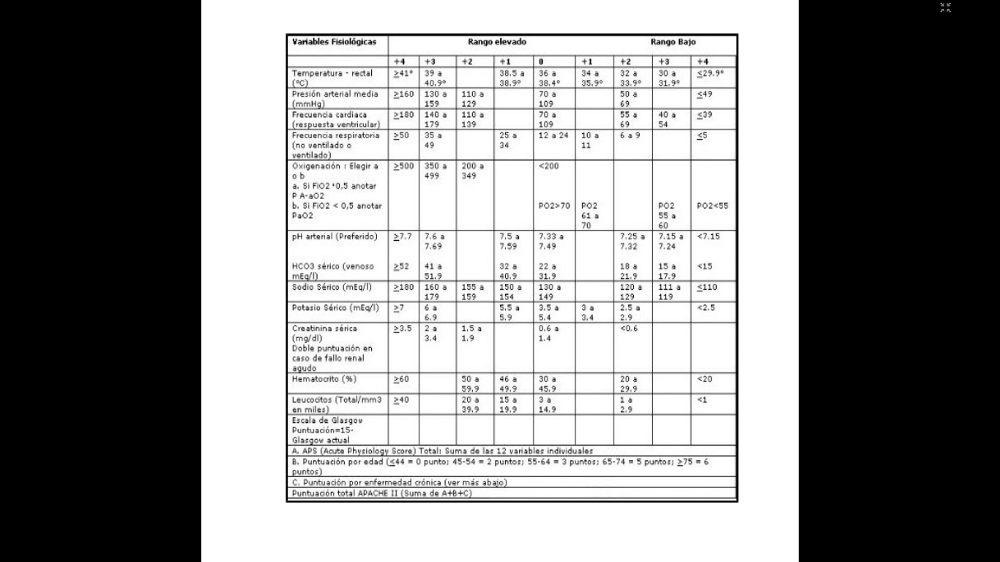 Variables Fisiológicas Rango elevado Rango Bajo
+4 +3 +2 +1 0 +1 +2 +3 +4
Temperatura - rectal (°C) ≥41° 39 a 40.9° 38.5 a 38.9° 36 a 38.4° 34 a 35.9° 32 a 33.9° 30 a 31.9° ≤29.9°
Presión arterial media (mmHg) ≥160 130 a 159 110 a 129 70 a 109 50 a 69 ≤49
Frecuencia cardiaca (respuesta ventricular) ≥180 140 a 179 110 a 139 70 a 109 55 a 69 40 a 54 ≤39
Frecuencia respiratoria (no ventilado o ventilado) ≥50 35 a 49 25 a 34 12 a 24 10 a 11 6 a 9 ≤5
Oxigenación : Elegir a o b ≥500 350 a 499 200 a 349 <200
a. Si FiO2 '0,5 anotar P A-aO2
b. Si FiO2 < 0,5 anotar PaO2 PO2>70 PO2 61 a 70 PO2 55 a 60 PO2<55
pH arterial (Preferido) ≥7.7 7.6 a 7.69 7.5 a 7.59 7.33 a 7.49 7.25 a 7.32 7.15 a 7.24 <7.15
HCO3 sérico (venoso mEq/l) ≥52 41 a 51.9 32 a 40.9 22 a 31.9 18 a 21.9 15 a 17.9 <15
Sodio Sérico (mEq/l) ≥180 160 a 179 155 a 159 150 a 154 130 a 149 120 a 129 111 a 119 ≤110
Potasio Sérico (mEq/l) ≥7 6 a 6.9 5.5 a 5.9 3.5 a 5.4 3 a 3.4 2.5 a 2.9 <2.5
Creatinina sérica (mg/dl) ≥3.5 2 a 3.4 1.5 a 1.9 0.6 a 1.4 <0.6
Doble puntuación en caso de fallo renal agudo
Hematocrito (%) ≥60 50 a 59.9 46 a 49.9 30 a 45.9 20 a 29.9 <20
Leucocitos (Total/mm3 en miles) ≥40 20 a 39.9 15 a 19.9 3 a 14.9 1 a 2.9 <1
Escala de Glasgow
Puntuación=15-Glasgow actual
A. APS (Acute Physiology Score) Total: Suma de las 12 variables individuales
B. Puntuación por edad (≤44 = 0 punto; 45-54 = 2 puntos; 55-64 = 3 puntos; 65-74 = 5 puntos; ≥75 = 6 puntos)
C. Puntuación por enfermedad crónica (ver más abajo)
Puntuación total APACHE II (Suma de A+B+C)